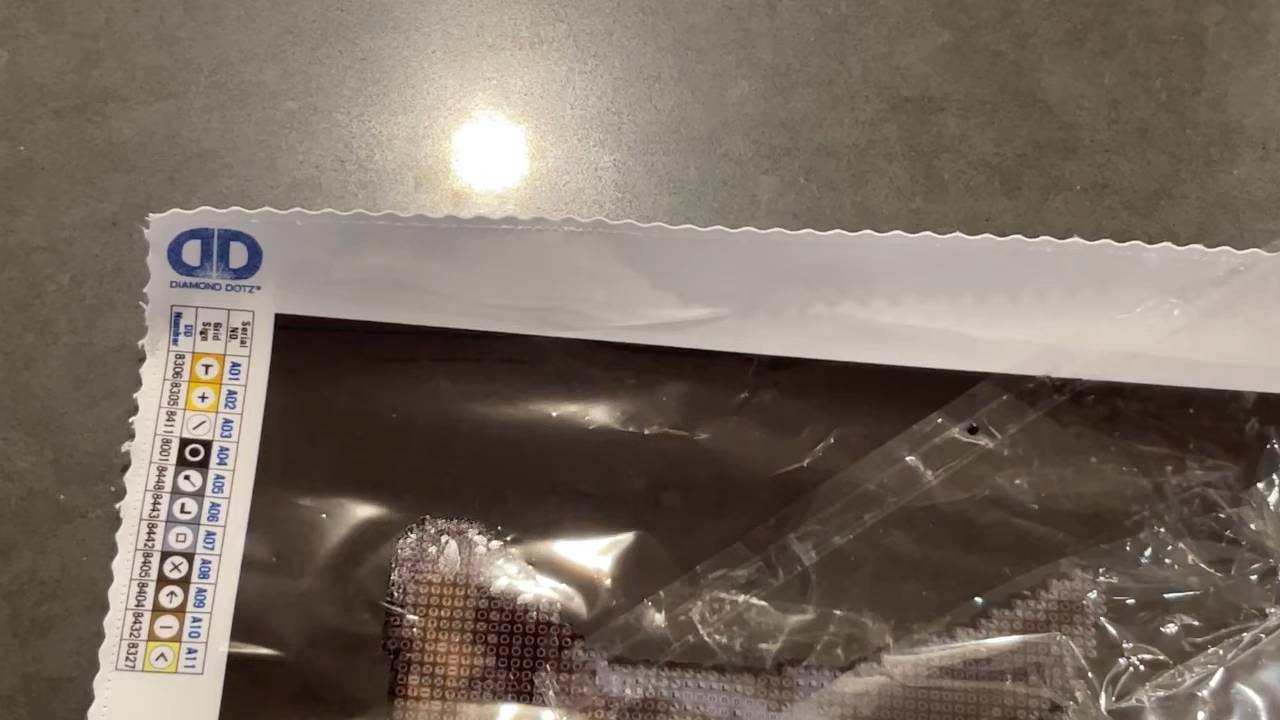 DIAMOND DOTZ®
Serial NO. A01 A02 A03 A04 A05 A06 A07 A08 A09 A10 A11
Grid Sign
DD Number 8306 8305 8411 8001 8448 8443 8442 8405 8404 8432 8327